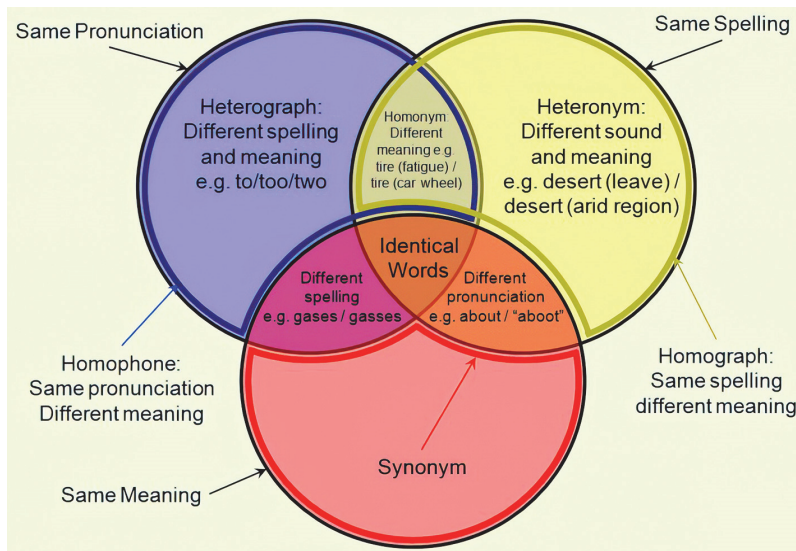 Same Pronunciation
Same Spelling
Heterograph:
Different spelling
and meaning
e.g. to/too/two
Homonym
Different
meaning e.g.
tire (fatigue) /
tire (car wheel)
Heteronym:
Different sound
and meaning
e.g. desert (leave) /
desert (arid region)
Identical
Words
Different
spelling
e.g. gases / gasses
Different
pronunciation
e.g. about / “aboot”
Homophone:
Same pronunciation
Different meaning
Homograph:
Same spelling
different meaning
Synonym
Same Meaning